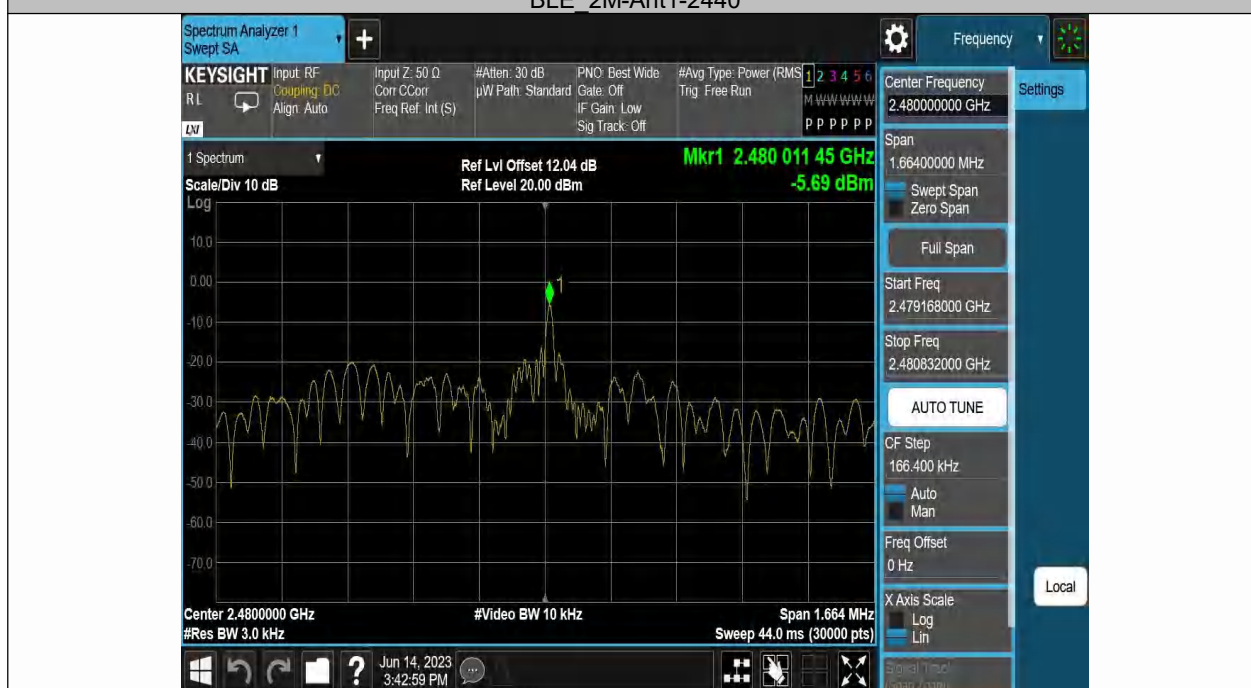 BLE_2M-Ant1-2440
Spectrum Analyzer 1
Swept SA
+
Frequency
KEYSIGHT
RL
LXI
Input: RF
Coupling: DC
Align: Auto
Input Z: 50 Ω
Corr CCorr
Freq Ref: Int (S)
#Atten: 30 dB
µW Path: Standard
PNO: Best Wide
Gate: Off
IF Gain: Low
Sig Track: Off
#Avg Type: Power (RMS
Trig: Free Run
1 2 3 4 5 6
M W W W W W
P P P P P P
1 Spectrum
Scale/Div 10 dB
Log
Ref Lvl Offset 12.04 dB
Ref Level 20.00 dBm
Mkr1 2.480 011 45 GHz
-5.69 dBm
1
10.0
0.00
-10.0
-20.0
-30.0
-40.0
-50.0
-60.0
-70.0
Center 2.4800000 GHz
#Res BW 3.0 kHz
#Video BW 10 kHz
Span 1.664 MHz
Sweep 44.0 ms (30000 pts)
?
Jun 14, 2023
3:42:59 PM
Center Frequency
2.480000000 GHz
Settings
Span
1.66400000 MHz
Swept Span
Zero Span
Full Span
Start Freq
2.479168000 GHz
Stop Freq
2.480832000 GHz
AUTO TUNE
CF Step
166.400 kHz
Auto
Man
Freq Offset
0 Hz
X Axis Scale
Log
Lin
Local
Signal Track